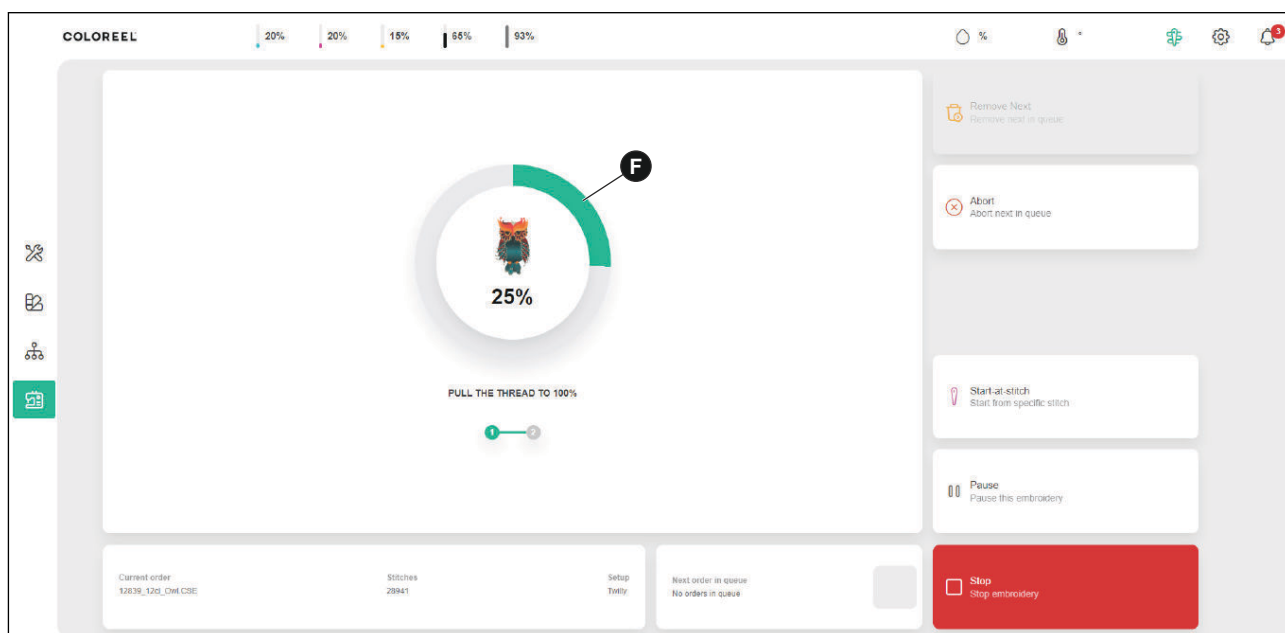 COLOREEL
20%
20%
15%
65%
93%
%
°
3
Remove Next
Remove next in queue
F
Abort
Abort next in queue
25%
PULL THE THREAD TO 100%
1
2
Start-at-stitch
Start from specific stitch
Pause
Pause this embroidery
Current order
12839_12cl_Owl.CSE
Stitches
28941
Setup
Twilly
Next order in queue
No orders in queue
Stop
Stop embroidery